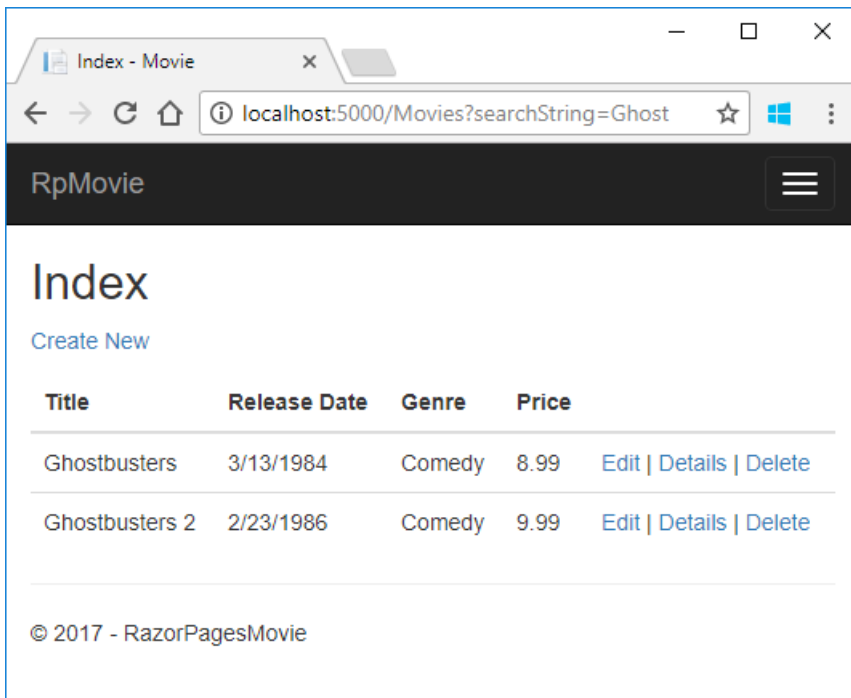 Index - Movie
localhost:5000/Movies?searchString=Ghost
RpMovie
Index
Create New
Title Release Date Genre Price
Ghostbusters 3/13/1984 Comedy 8.99 Edit | Details | Delete
Ghostbusters 2 2/23/1986 Comedy 9.99 Edit | Details | Delete
© 2017 - RazorPagesMovie